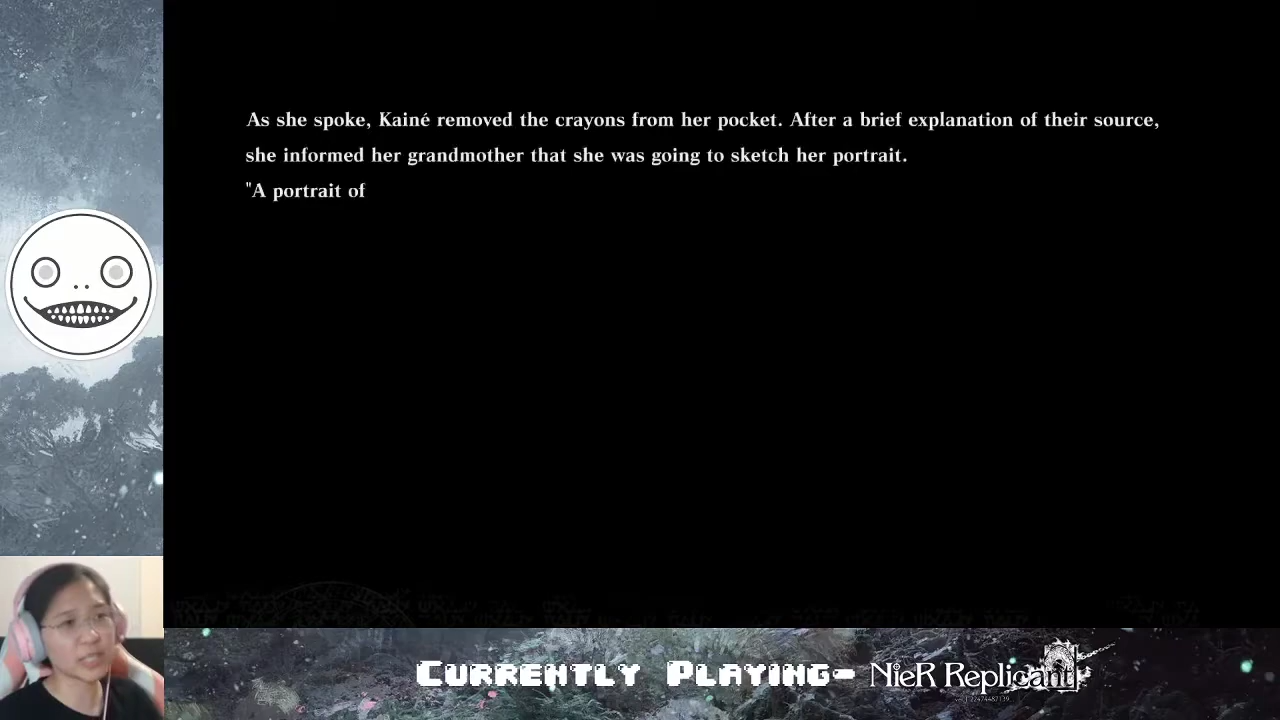 As she spoke, Kainé removed the crayons from her pocket. After a brief explanation of their source,
she informed her grandmother that she was going to sketch her portrait.
"A portrait of
CURRENTLY PLAYING-
NieR Replicant